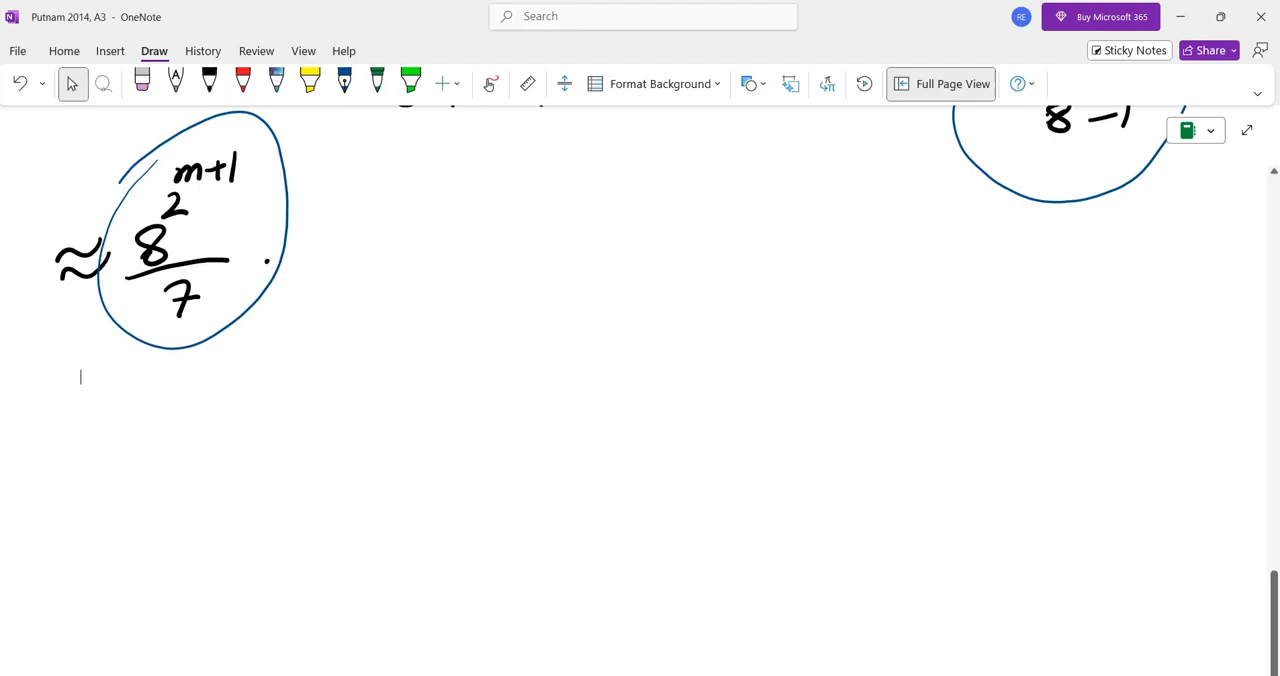 Putnam 2014, A3 - OneNote
Search
RE
Buy Microsoft 365
File Home Insert Draw History Review View Help
Sticky Notes
Share
A
Format Background
Full Page View
8 - 1
m+1
2
8
≈
7
.